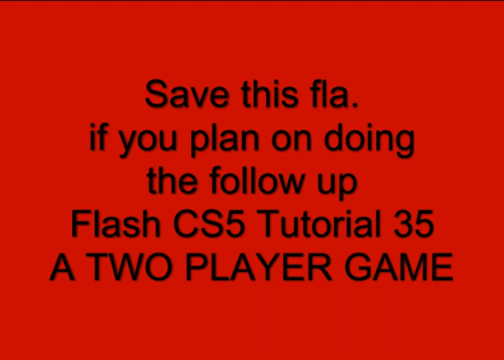 Save this fla.
if you plan on doing
the follow up
Flash CS5 Tutorial 35
A TWO PLAYER GAME